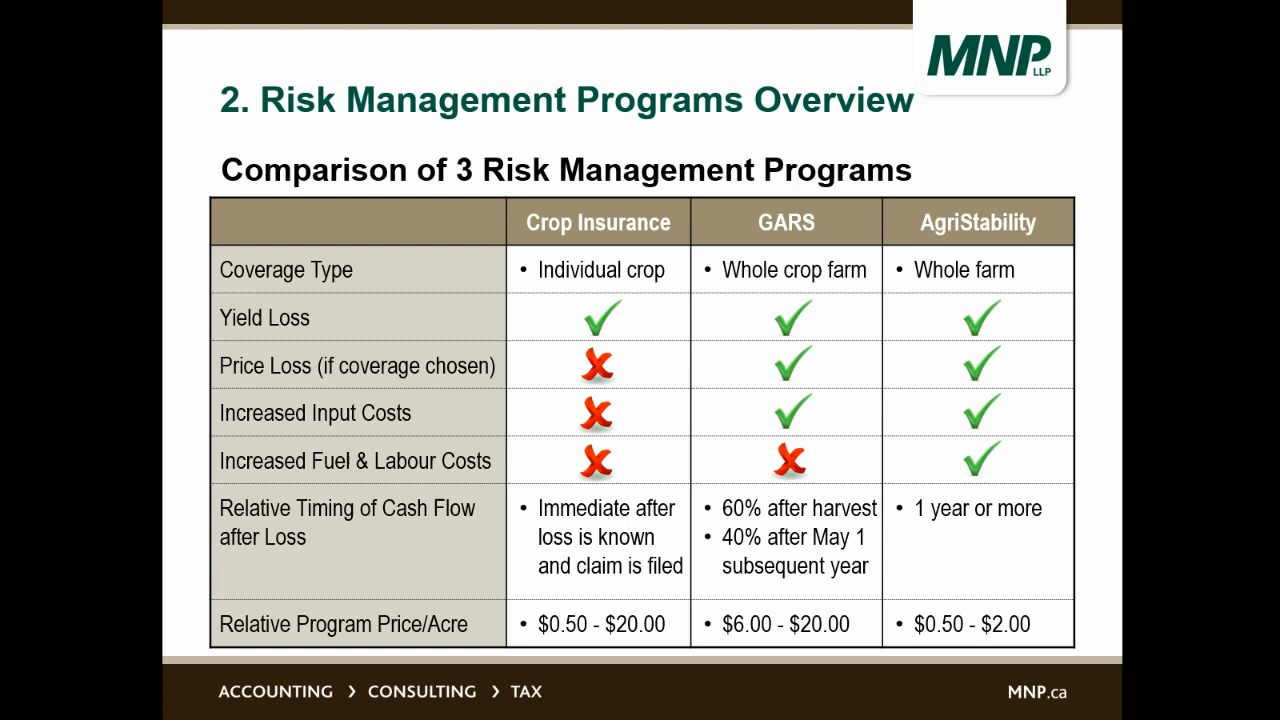 MNP
LLP
2. Risk Management Programs Overview
Comparison of 3 Risk Management Programs
Crop Insurance GARS AgriStability
Coverage Type • Individual crop • Whole crop farm • Whole farm
Yield Loss
Price Loss (if coverage chosen)
Increased Input Costs
Increased Fuel & Labour Costs
Relative Timing of Cash Flow • Immediate after • 60% after harvest • 1 year or more
after Loss loss is known • 40% after May 1
and claim is filed subsequent year
Relative Program Price/Acre • $0.50 - $20.00 • $6.00 - $20.00 • $0.50 - $2.00
ACCOUNTING › CONSULTING › TAX MNP.ca